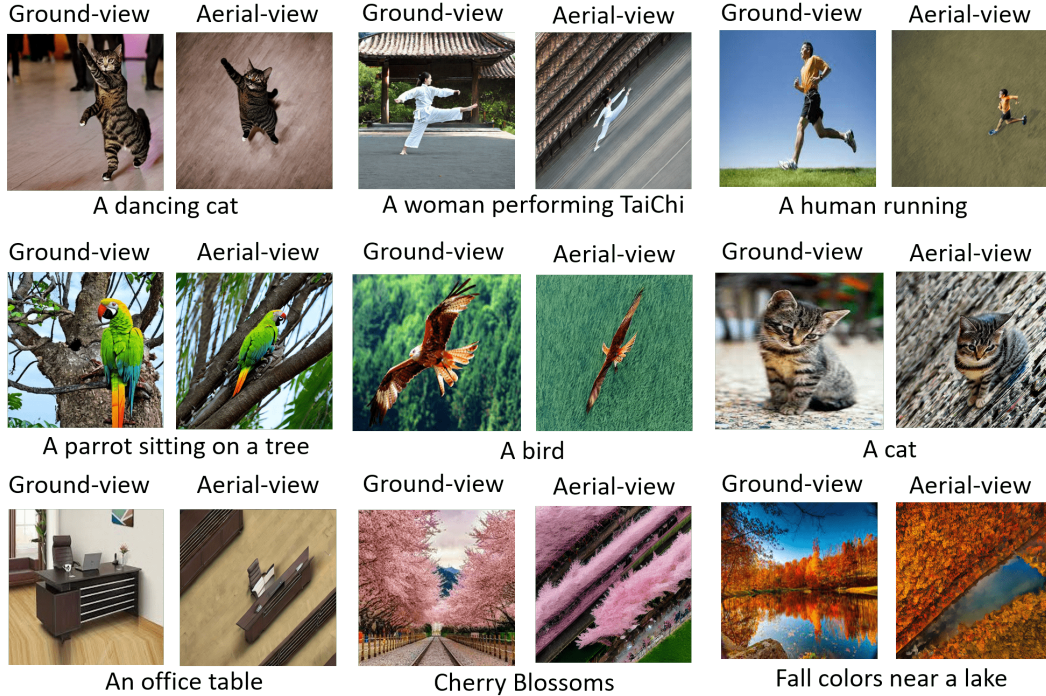 Ground-view Aerial-view Ground-view Aerial-view Ground-view Aerial-view
A dancing cat A woman performing TaiChi A human running
Ground-view Aerial-view Ground-view Aerial-view Ground-view Aerial-view
A parrot sitting on a tree A bird A cat
Ground-view Aerial-view Ground-view Aerial-view Ground-view Aerial-view
An office table Cherry Blossoms Fall colors near a lake